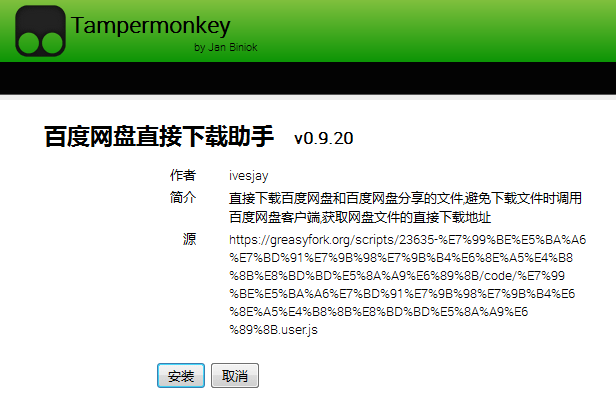 Tampermonkey
by Jan Biniok
百度网盘直接下载助手 v0.9.20
作者 ivesjay
简介 直接下载百度网盘和百度网盘分享的文件,避免下载文件时调用
百度网盘客户端,获取网盘文件的直接下载地址
源 https://greasyfork.org/scripts/23635-%E7%99%BE%E5%BA%A6
%E7%BD%91%E7%9B%98%E7%9B%B4%E6%8E%A5%E4%B8
%8B%E8%BD%BD%E5%8A%A9%E6%89%8B/code/%E7%99
%BE%E5%BA%A6%E7%BD%91%E7%9B%98%E7%9B%B4%E6
%8E%A5%E4%B8%8B%E8%BD%BD%E5%8A%A9%E6
%89%8B.user.js
安装 取消